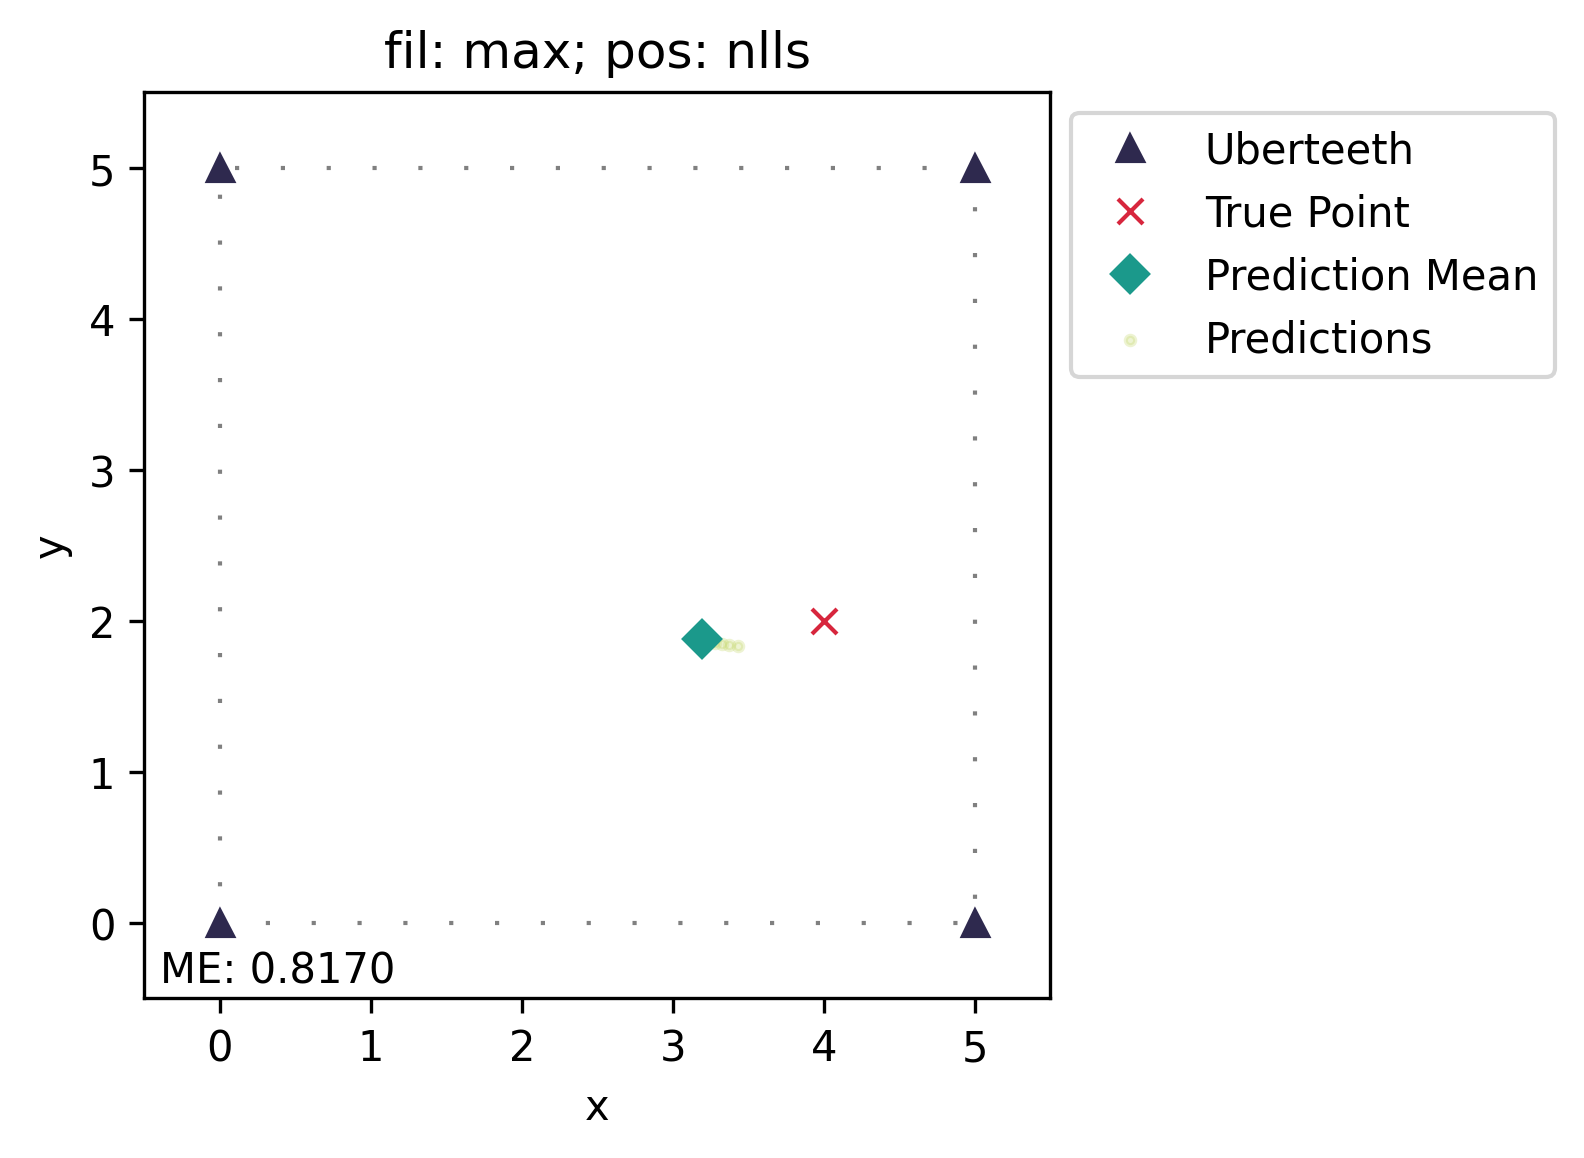 fil: max; pos: nlls
Uberteeth
True Point
Prediction Mean
Predictions
5
4
3
2
1
0
y
ME: 0.8170
0 1 2 3 4 5
x